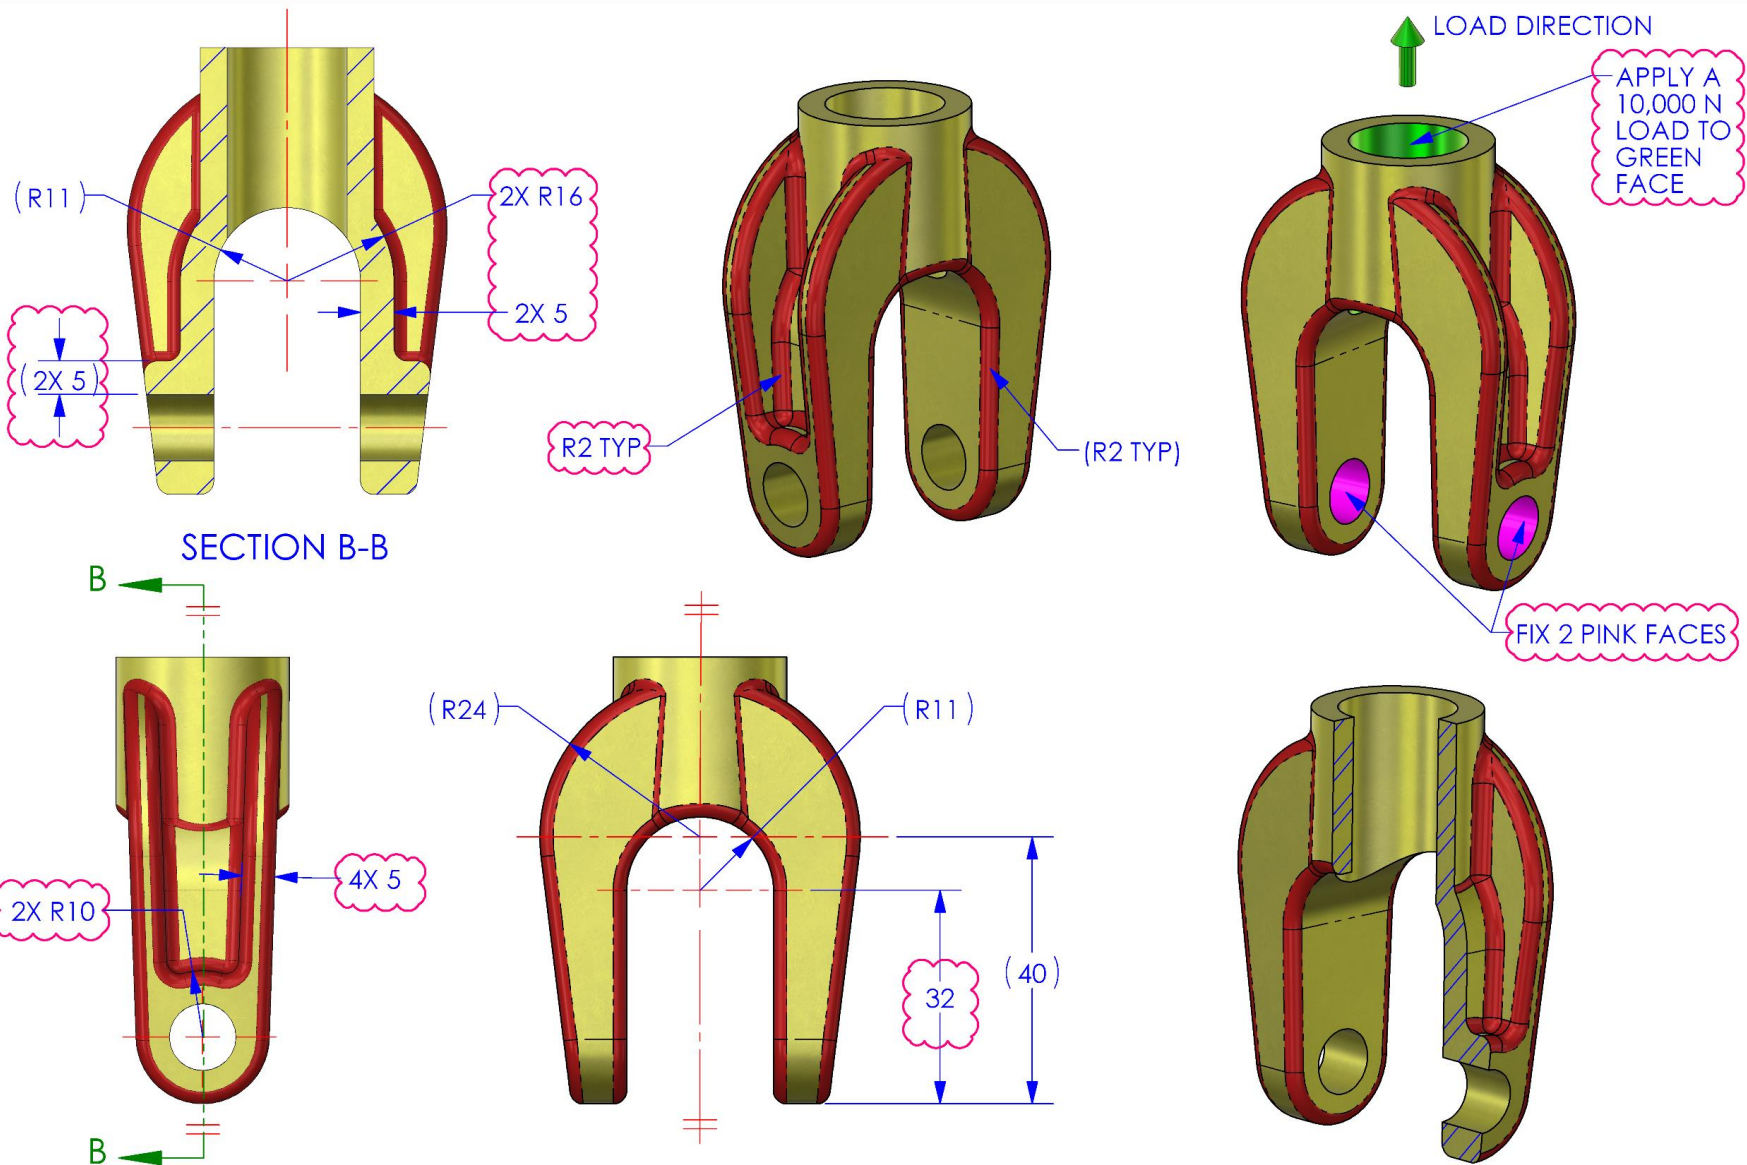 LOAD DIRECTION
APPLY A
10,000 N
LOAD TO
GREEN
FACE
(R11)
2X R16
2X 5
(2X 5)
R2 TYP
(R2 TYP)
SECTION B-B
FIX 2 PINK FACES
B
(R24)
(R11)
4X 5
2X R10
(40)
32
B